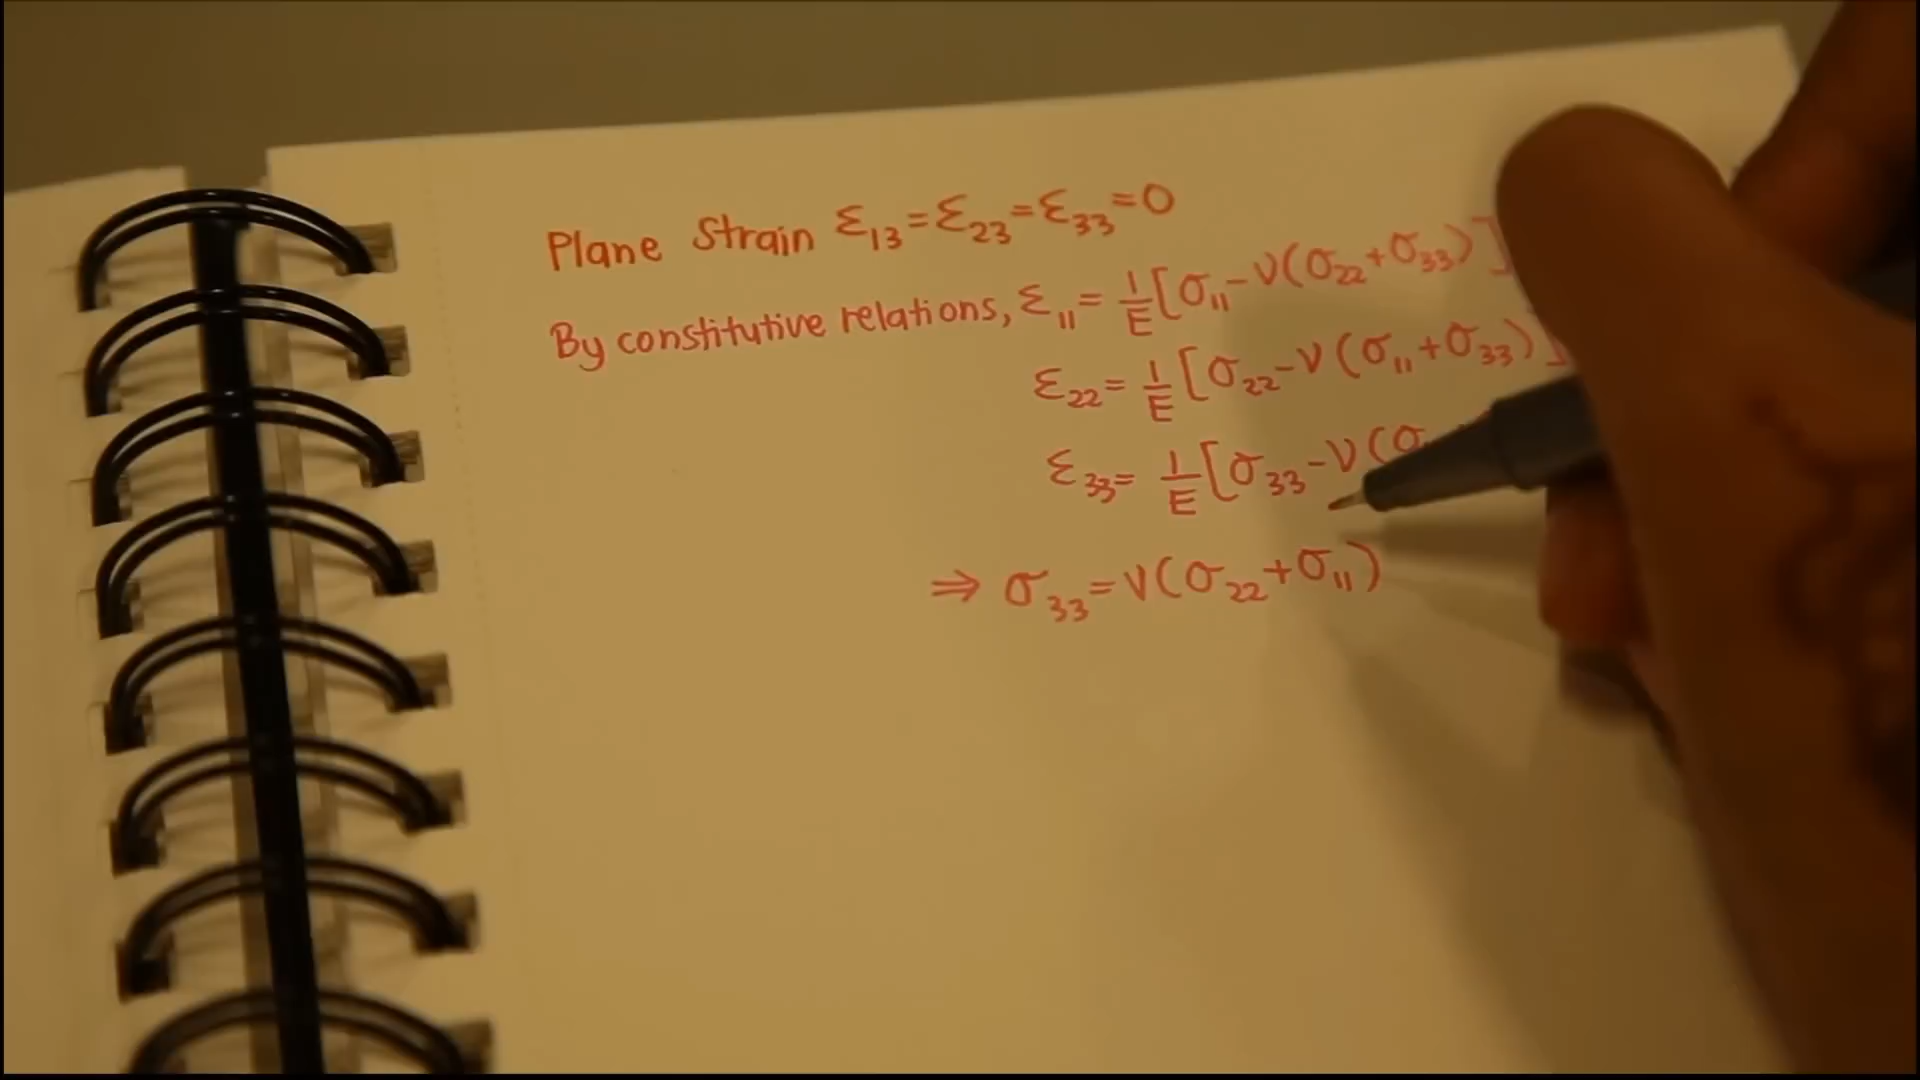 Plane Strain ε₁₃=ε₂₃=ε₃₃=0
By constitutive relations, ε₁₁= 1/E [σ₁₁-ν(σ₂₂+σ₃₃)]
ε₂₂= 1/E [σ₂₂-ν(σ₁₁+σ₃₃)]
ε₃₃= 1/E [σ₃₃-ν(σ
⇒ σ₃₃=ν(σ₂₂+σ₁₁)